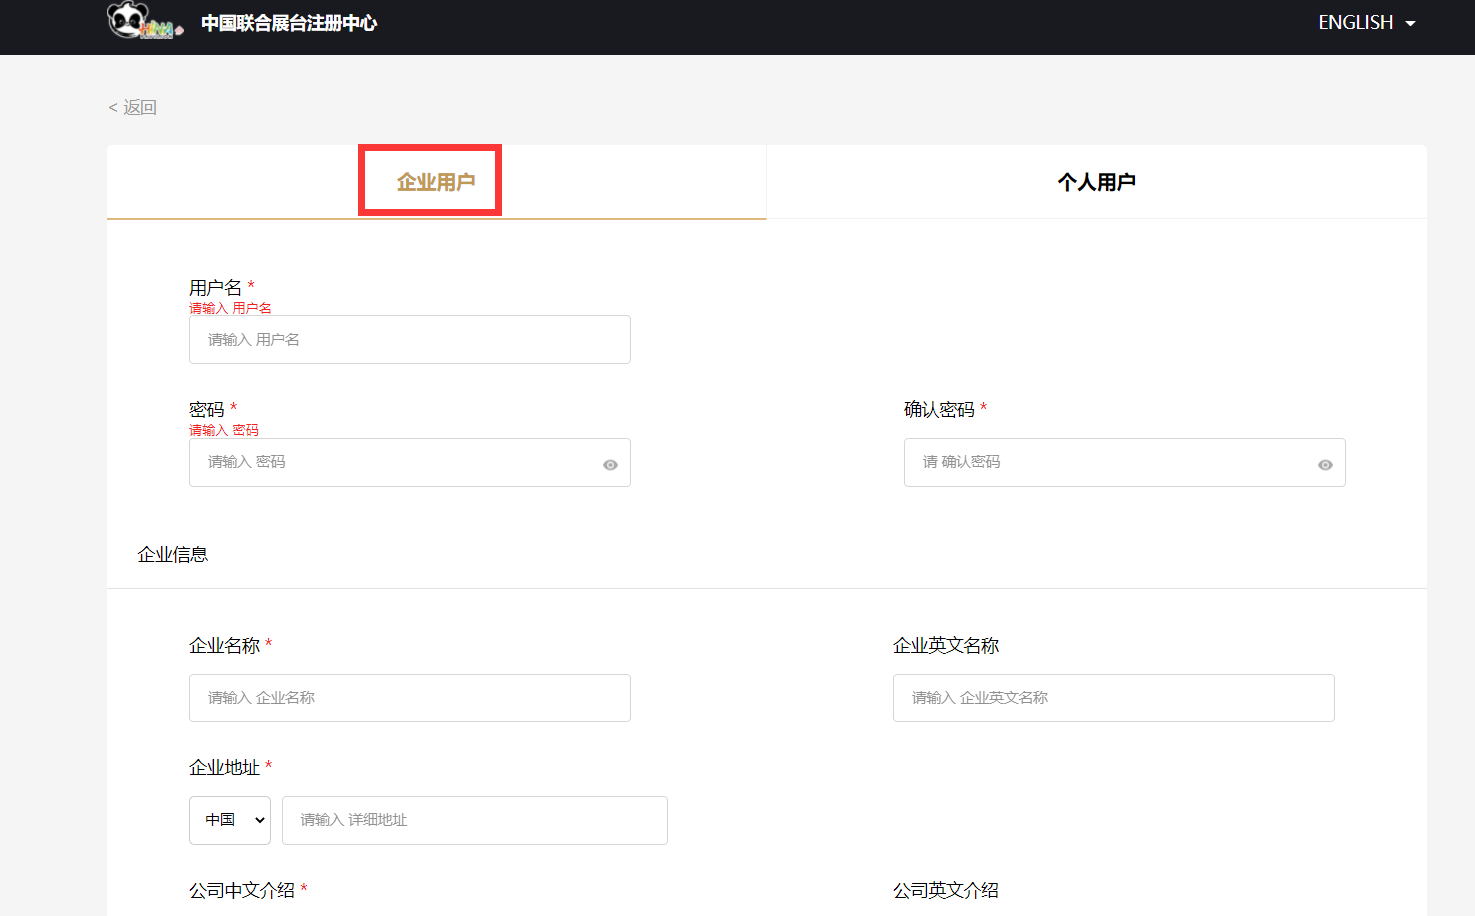 中国联合展台注册中心
ENGLISH
< 返回
企业用户
个人用户
用户名 *
请输入 用户名
请输入 用户名
密码 *
确认密码 *
请输入 密码
请输入 密码
请 确认密码
企业信息
企业名称 *
企业英文名称
请输入 企业名称
请输入 企业英文名称
企业地址 *
中国
请输入 详细地址
公司中文介绍 *
公司英文介绍